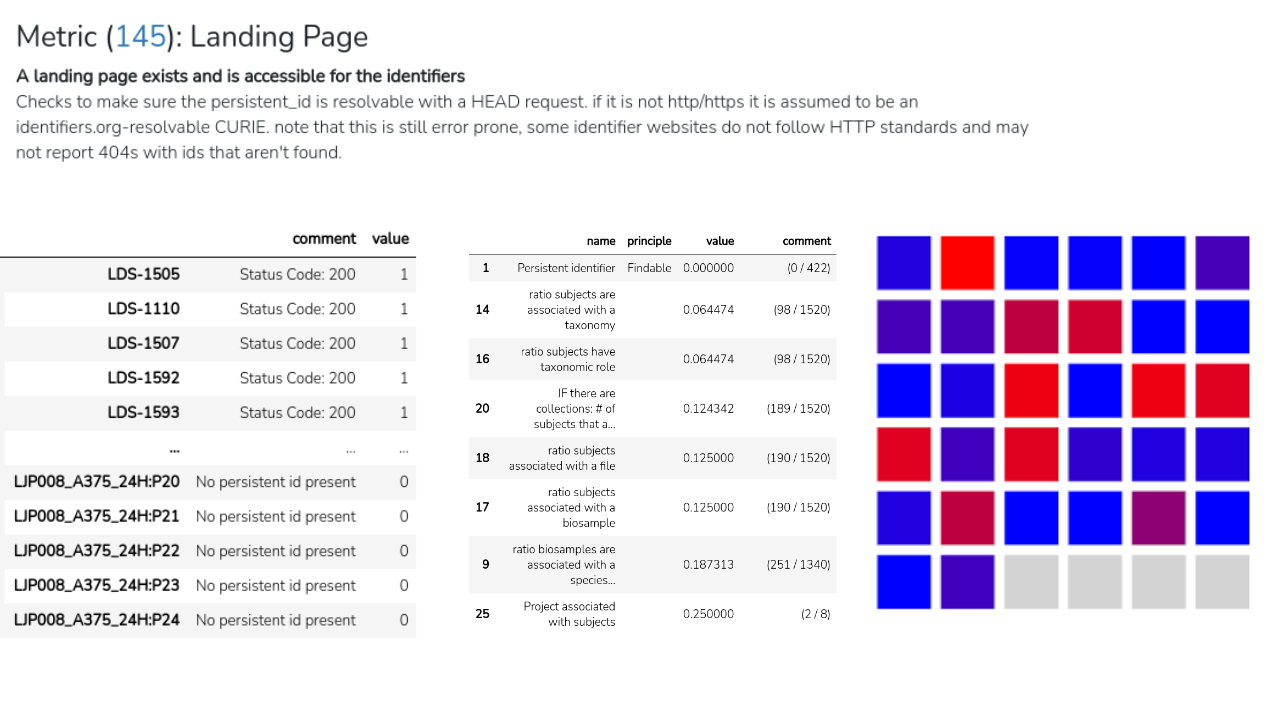 Metric (145): Landing Page
A landing page exists and is accessible for the identifiers
Checks to make sure the persistent_id is resolvable with a HEAD request. if it is not http/https it is assumed to be an
identifiers.org-resolvable CURIE. note that this is still error prone, some identifier websites do not follow HTTP standards and may
not report 404s with ids that aren't found.
comment value
LDS-1505 Status Code: 200 1
LDS-1110 Status Code: 200 1
LDS-1507 Status Code: 200 1
LDS-1592 Status Code: 200 1
LDS-1593 Status Code: 200 1
... ... ...
LJP008_A375_24H:P20 No persistent id present 0
LJP008_A375_24H:P21 No persistent id present 0
LJP008_A375_24H:P22 No persistent id present 0
LJP008_A375_24H:P23 No persistent id present 0
LJP008_A375_24H:P24 No persistent id present 0
name principle value comment
1 Persistent identifier Findable 0.000000 (0 / 422)
ratio subjects are
14 associated with a 0.064474 (98 / 1520)
taxonomy
16 ratio subjects have 0.064474 (98 / 1520)
taxonomic role
IF there are
20 collections: # of 0.124342 (189 / 1520)
subjects that a...
18 ratio subjects 0.125000 (190 / 1520)
associated with a file
ratio subjects
17 associated with a 0.125000 (190 / 1520)
biosample
ratio biosamples are
9 associated with a 0.187313 (251 / 1340)
species...
25 Project associated 0.250000 (2 / 8)
with subjects